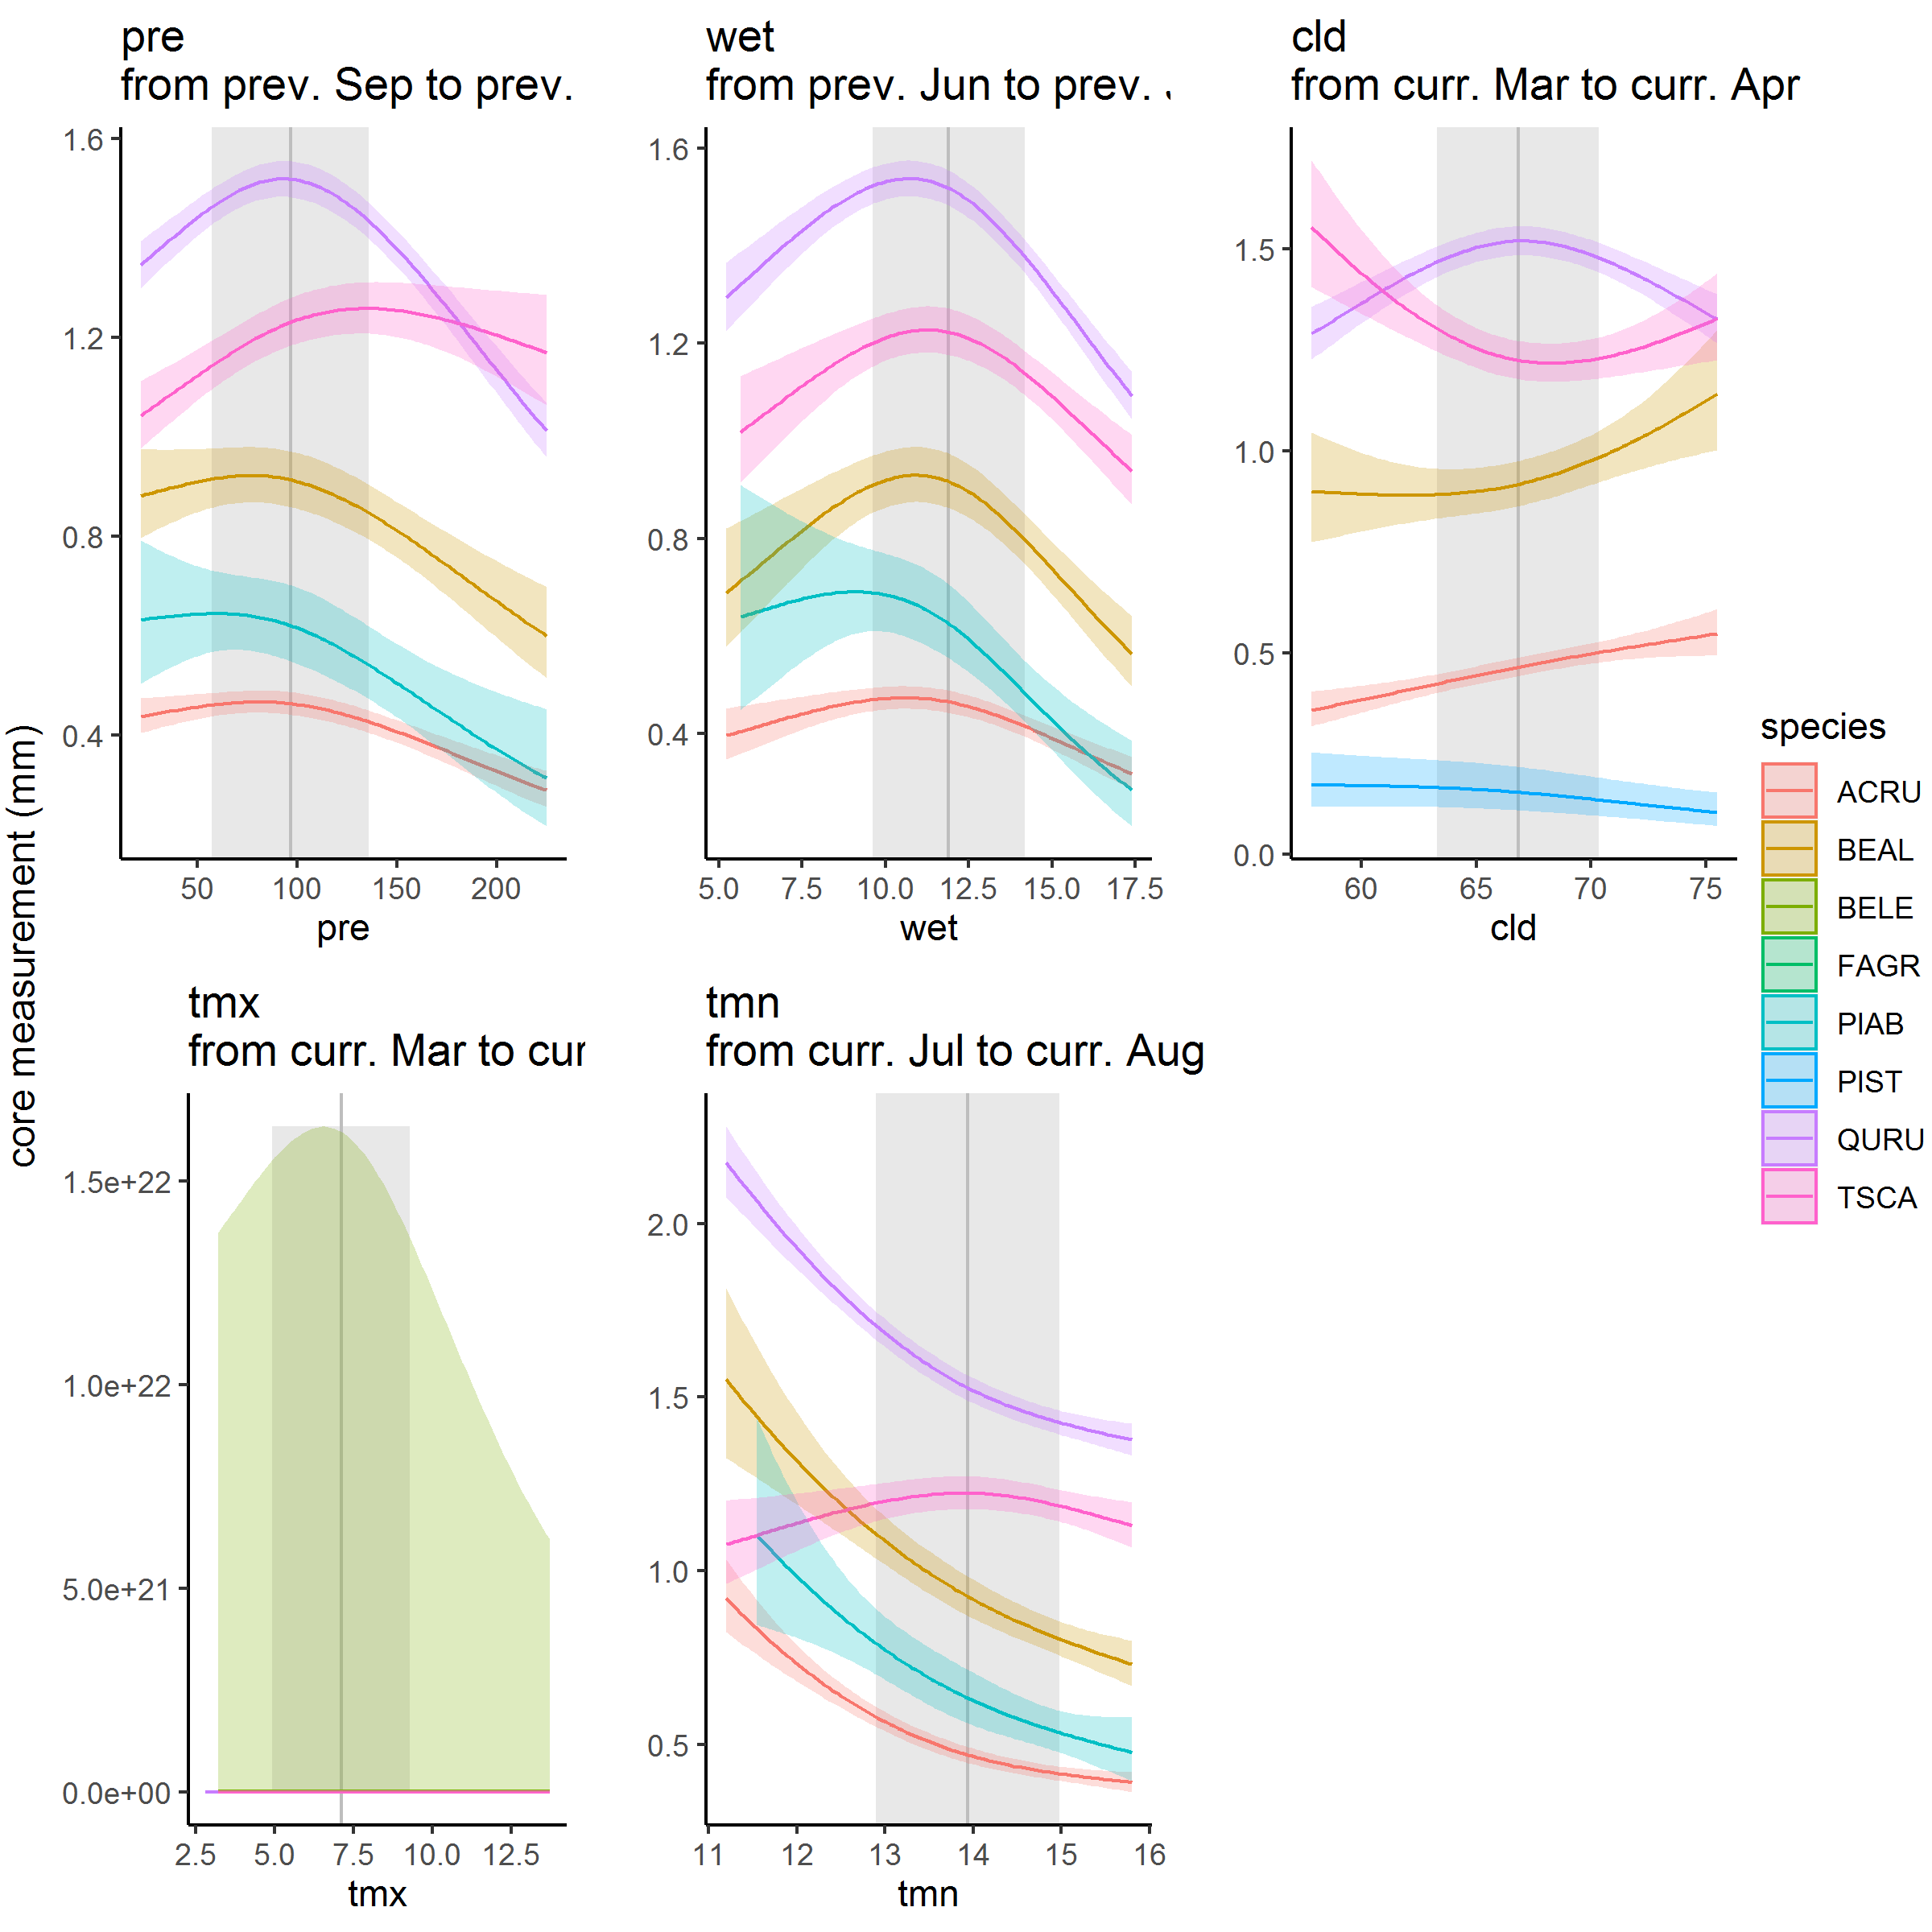 pre
from prev. Sep to prev.
1.6
1.2
0.8
0.4
50 100 150 200
pre
wet
from prev. Jun to prev.
1.6
1.2
0.8
0.4
5.0 7.5 10.0 12.5 15.0 17.5
wet
cld
from curr. Mar to curr. Apr
1.5
1.0
0.5
0.0
60 65 70 75
cld
core measurement (mm)
tmx
from curr. Mar to cur
1.5e+22
1.0e+22
5.0e+21
0.0e+00
2.5 5.0 7.5 10.0 12.5
tmx
tmn
from curr. Jul to curr. Aug
2.0
1.5
1.0
0.5
11 12 13 14 15 16
tmn
species
ACRU
BEAL
BELE
FAGR
PIAB
PIST
QURU
TSCA